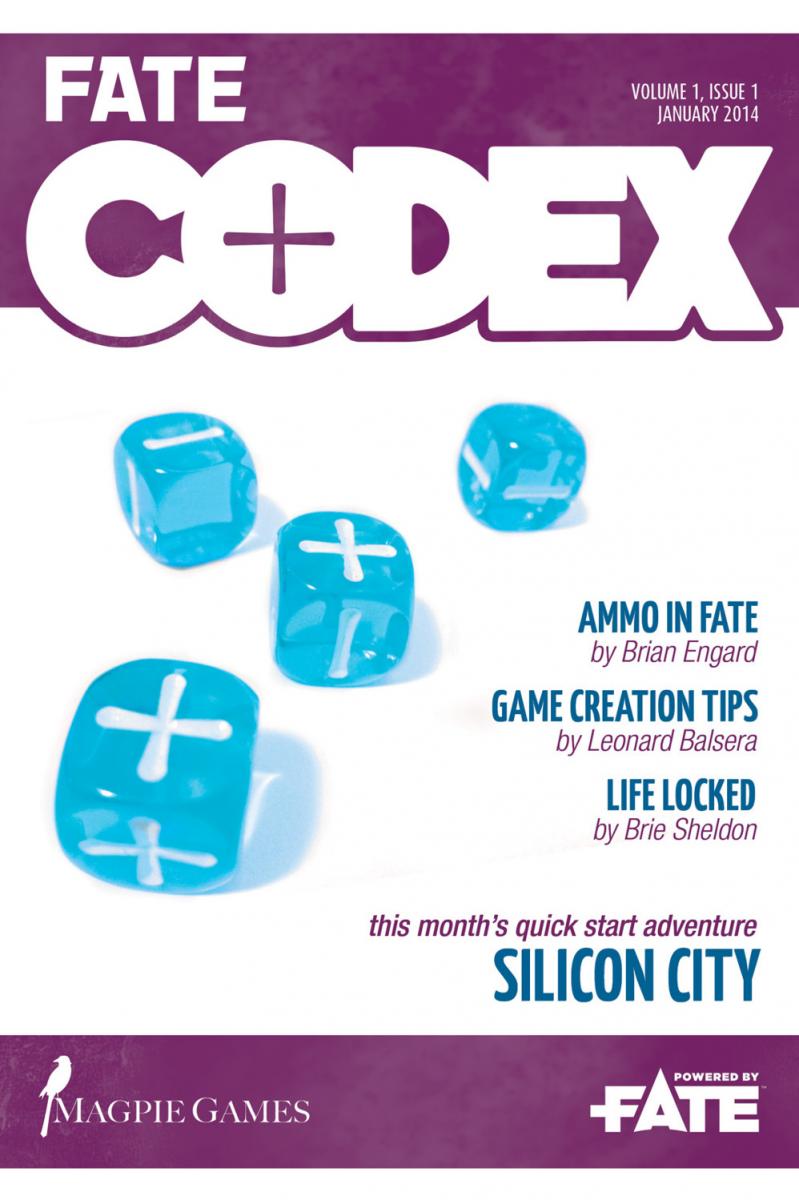 FATE
VOLUME 1, ISSUE 1
JANUARY 2014
CODEX
AMMO IN FATE
by Brian Engard
GAME CREATION TIPS
by Leonard Balsera
LIFE LOCKED
by Brie Sheldon
this month's quick start adventure
SILICON CITY
MAGPIE GAMES
POWERED BY
FATE™